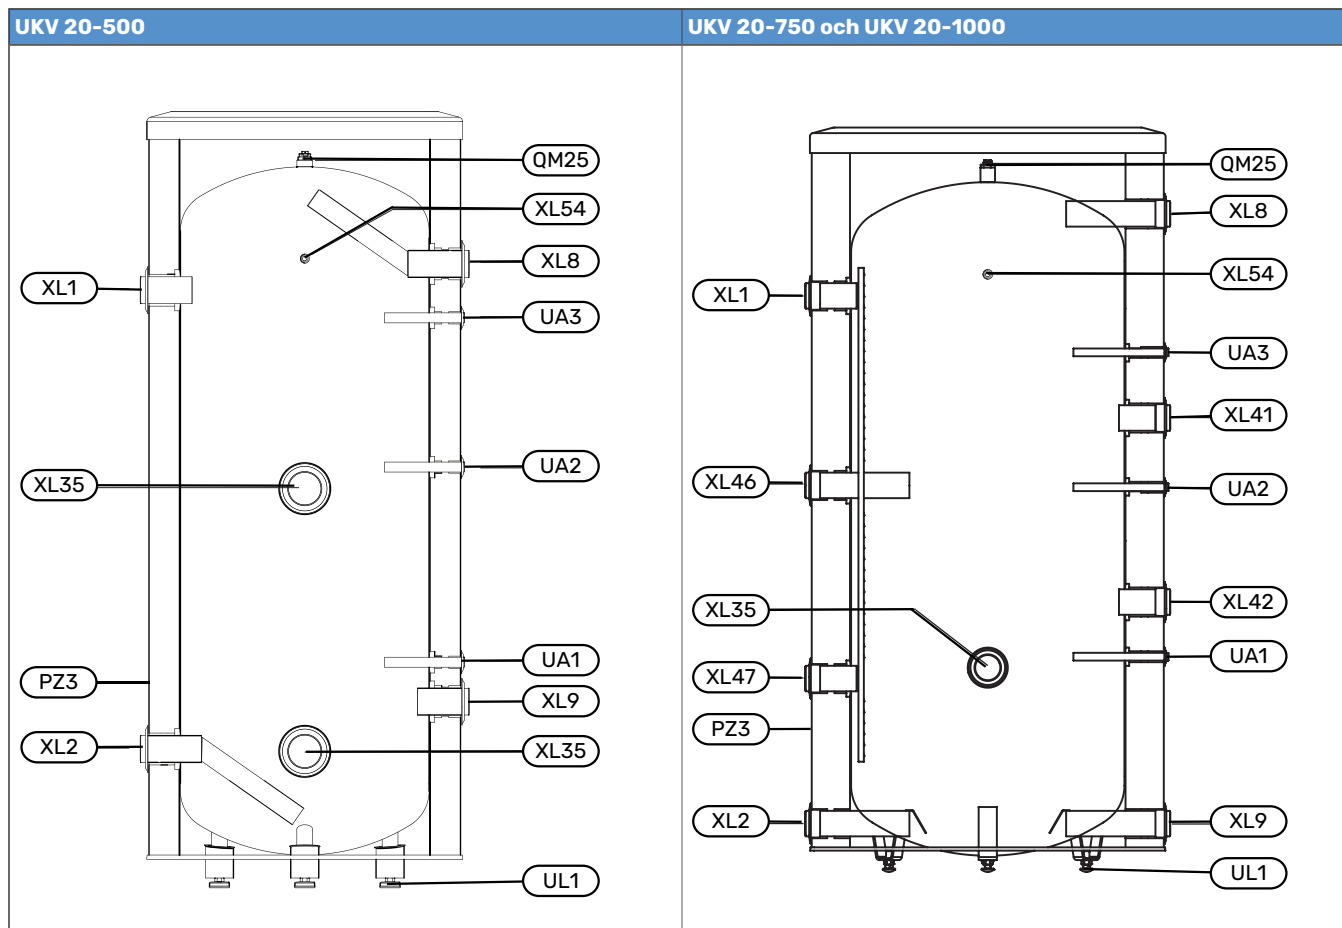 UKV 20-500
QM25
XL54
XL8
XL1
UA3
UA2
XL35
UA1
PZ3
XL9
XL2
XL35
UL1
UKV 20-750 och UKV 20-1000
QM25
XL8
XL54
XL1
UA3
XL41
XL46
UA2
XL42
XL35
UA1
XL47
PZ3
XL2
XL9
UL1